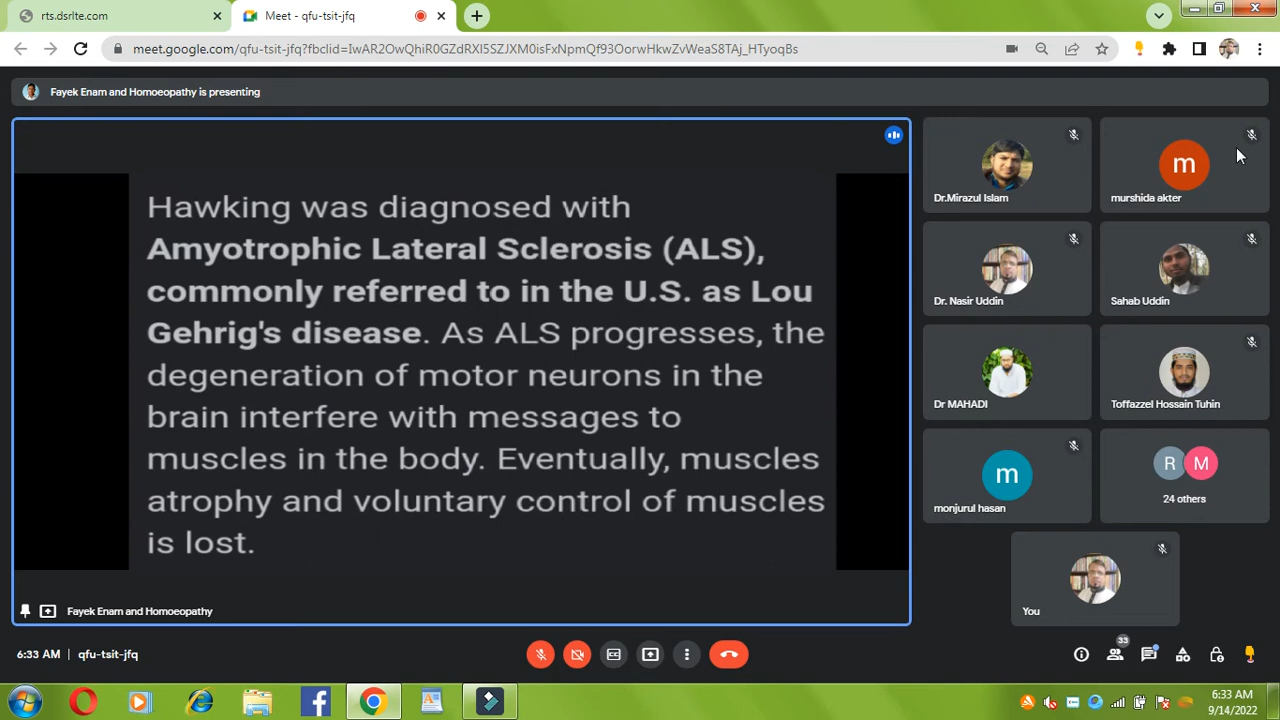 rts.dsrlte.com
Meet - qfu-tsit-jfq
meet.google.com/qfu-tsit-jfq?fbclid=IwAR2OwQhiR0GZdRXI5SZJXM0isFxNpmQf93OorwHkwZvWeaS8TAj_HTyoqBs
Fayek Enam and Homoeopathy is presenting
Hawking was diagnosed with
Amyotrophic Lateral Sclerosis (ALS),
commonly referred to in the U.S. as Lou
Gehrig's disease. As ALS progresses, the
degeneration of motor neurons in the
brain interfere with messages to
muscles in the body. Eventually, muscles
atrophy and voluntary control of muscles
is lost.
Fayek Enam and Homoeopathy
Dr.Mirazul Islam
m
murshida akter
Dr. Nasir Uddin
Sahab Uddin
Dr MAHADI
Toffazzel Hossain Tuhin
m
monjurul hasan
R M
24 others
You
6:33 AM | qfu-tsit-jfq
33
6:33 AM
9/14/2022